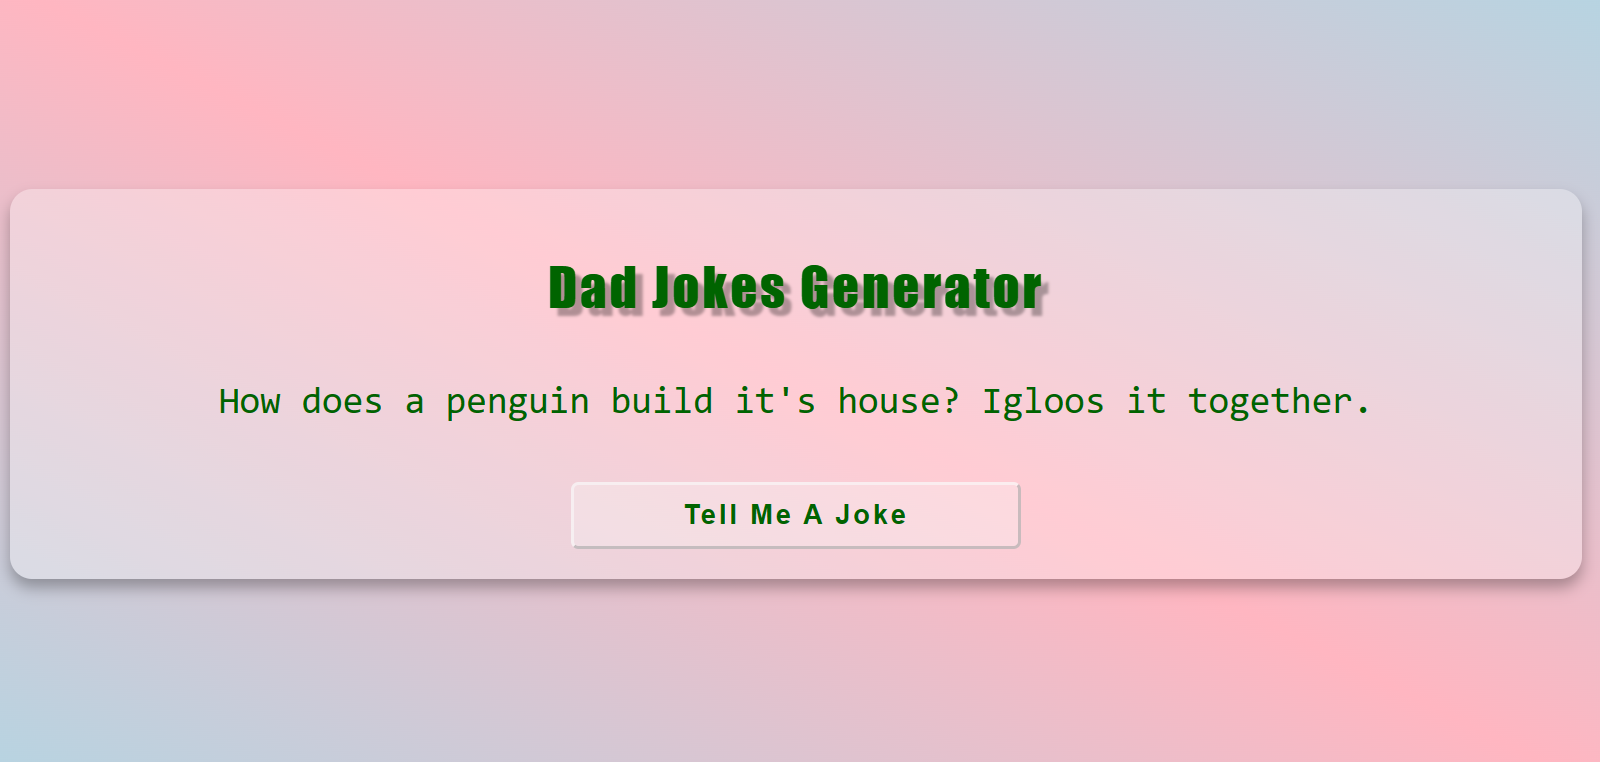 Dad Jokes Generator
How does a penguin build it's house? Igloos it together.
Tell Me A Joke